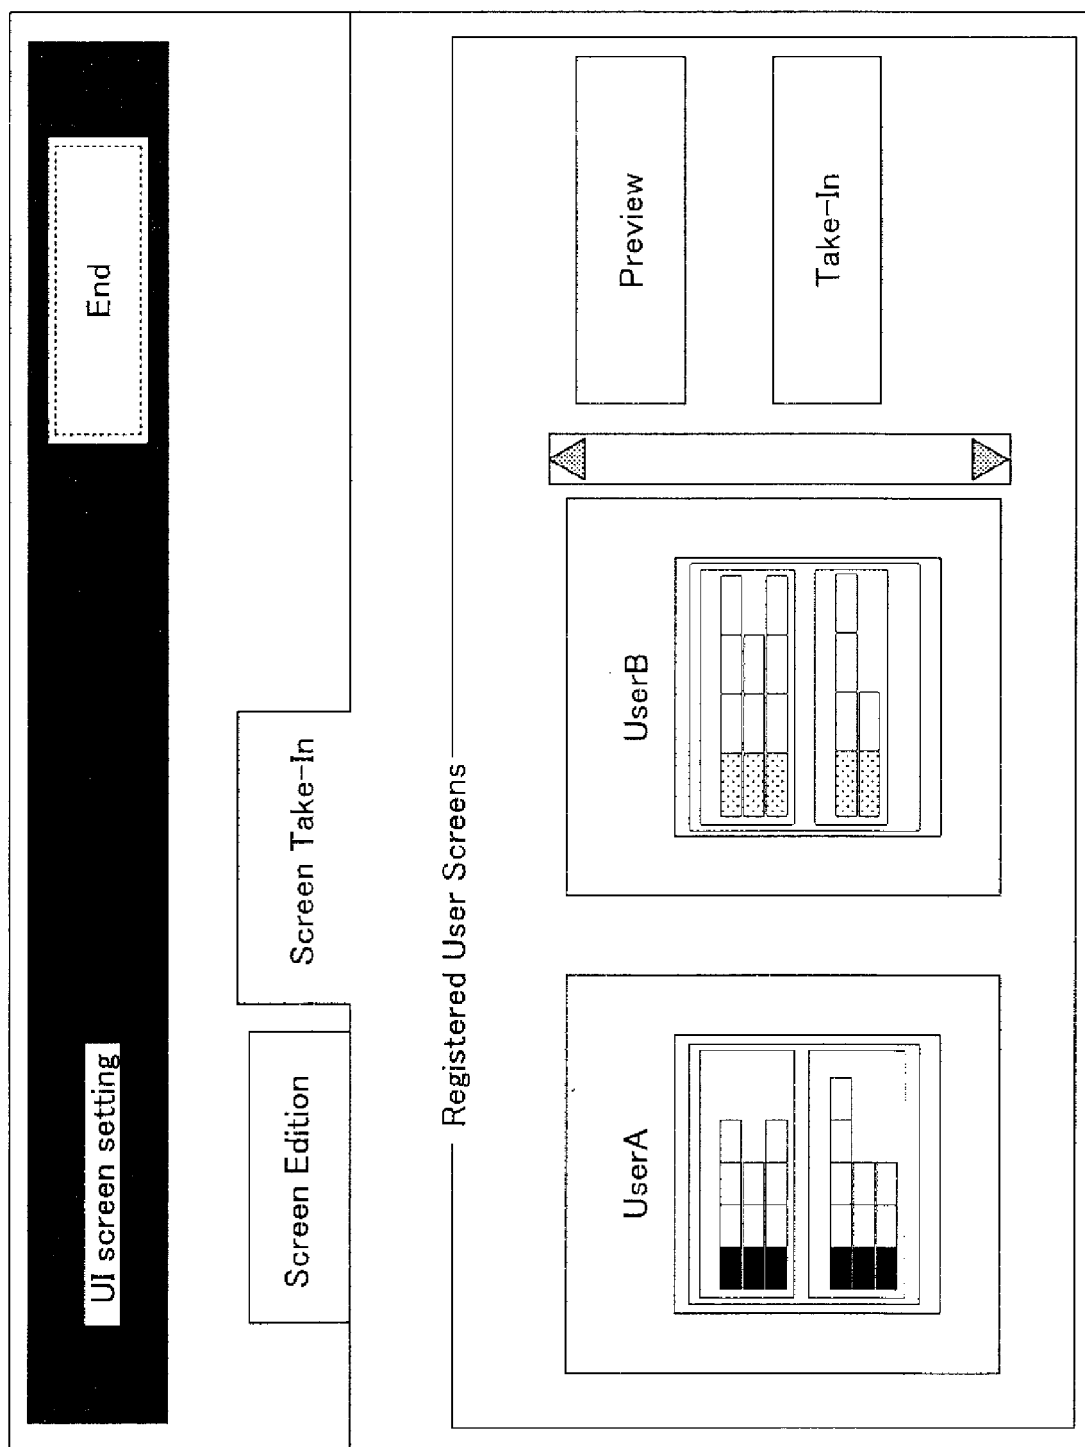 UI screen setting
End
Screen Edition
Screen Take-In
Registered User Screens
UserA
UserB
Preview
Take-In